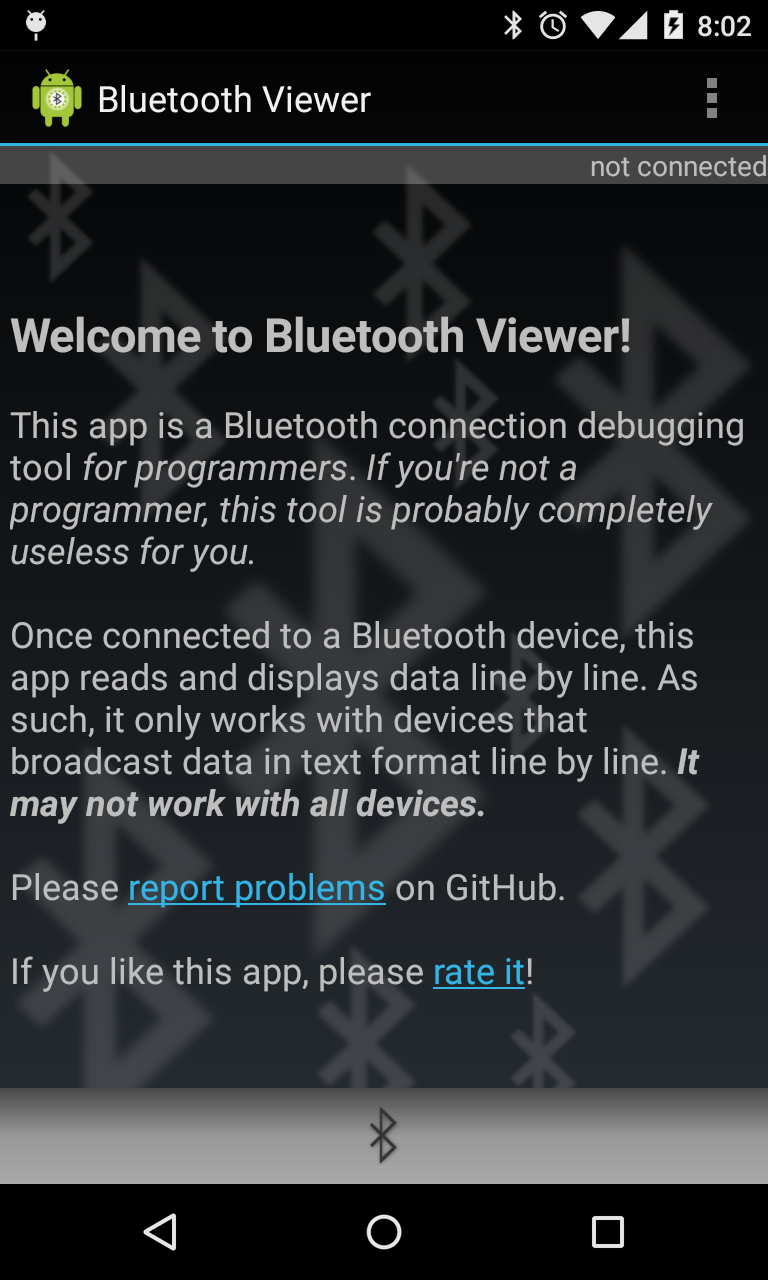 8:02
Bluetooth Viewer
not connected
Welcome to Bluetooth Viewer!
This app is a Bluetooth connection debugging
tool for programmers. If you're not a
programmer, this tool is probably completely
useless for you.
Once connected to a Bluetooth device, this
app reads and displays data line by line. As
such, it only works with devices that
broadcast data in text format line by line. It
may not work with all devices.
Please report problems on GitHub.
If you like this app, please rate it!